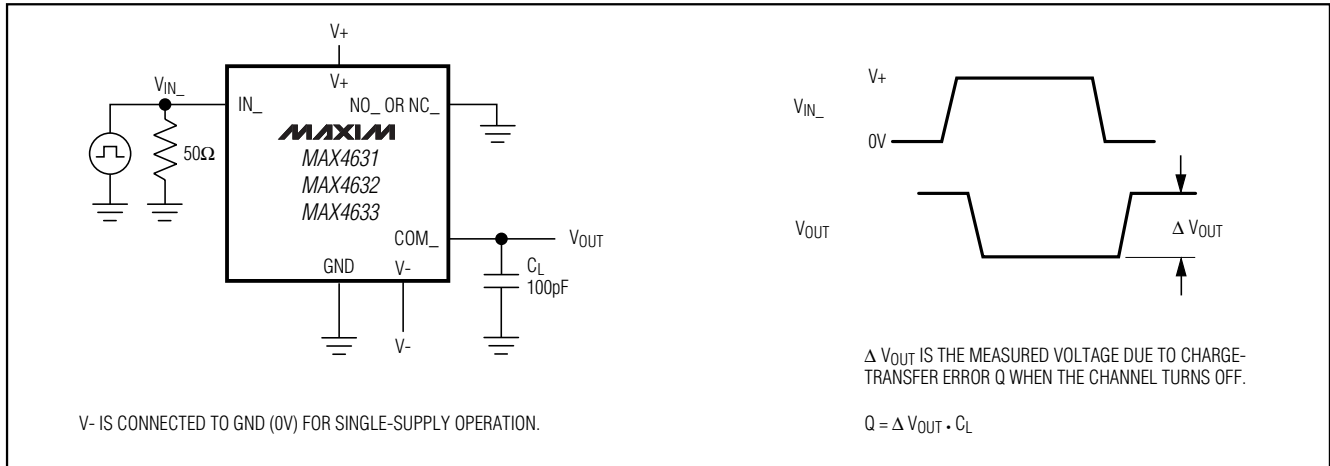 V+
V+
VIN_
IN_
NO_ OR NC_
50Ω
MAXIM
MAX4631
MAX4632
MAX4633
COM_
VOUT
GND
V-
CL
100pF
V-
V- IS CONNECTED TO GND (0V) FOR SINGLE-SUPPLY OPERATION.
V+
VIN_
0V
VOUT
Δ VOUT
Δ VOUT IS THE MEASURED VOLTAGE DUE TO CHARGE-
TRANSFER ERROR Q WHEN THE CHANNEL TURNS OFF.
Q = Δ VOUT • CL